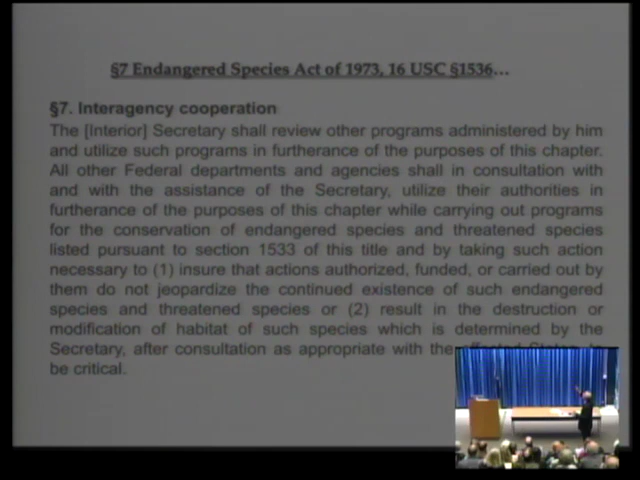 §7 Endangered Species Act of 1973, 16 USC §1536…
§7. Interagency cooperation
The [Interior] Secretary shall review other programs administered by him
and utilize such programs in furtherance of the purposes of this chapter.
All other Federal departments and agencies shall in consultation with
and with the assistance of the Secretary, utilize their authorities in
furtherance of the purposes of this chapter while carrying out programs
for the conservation of endangered species and threatened species
listed pursuant to section 1533 of this title and by taking such action
necessary to (1) insure that actions authorized, funded, or carried out by
them do not jeopardize the continued existence of such endangered
species and threatened species or (2) result in the destruction or
modification of habitat of such species which is determined by the
Secretary, after consultation as appropriate with the affected States, to
be critical.